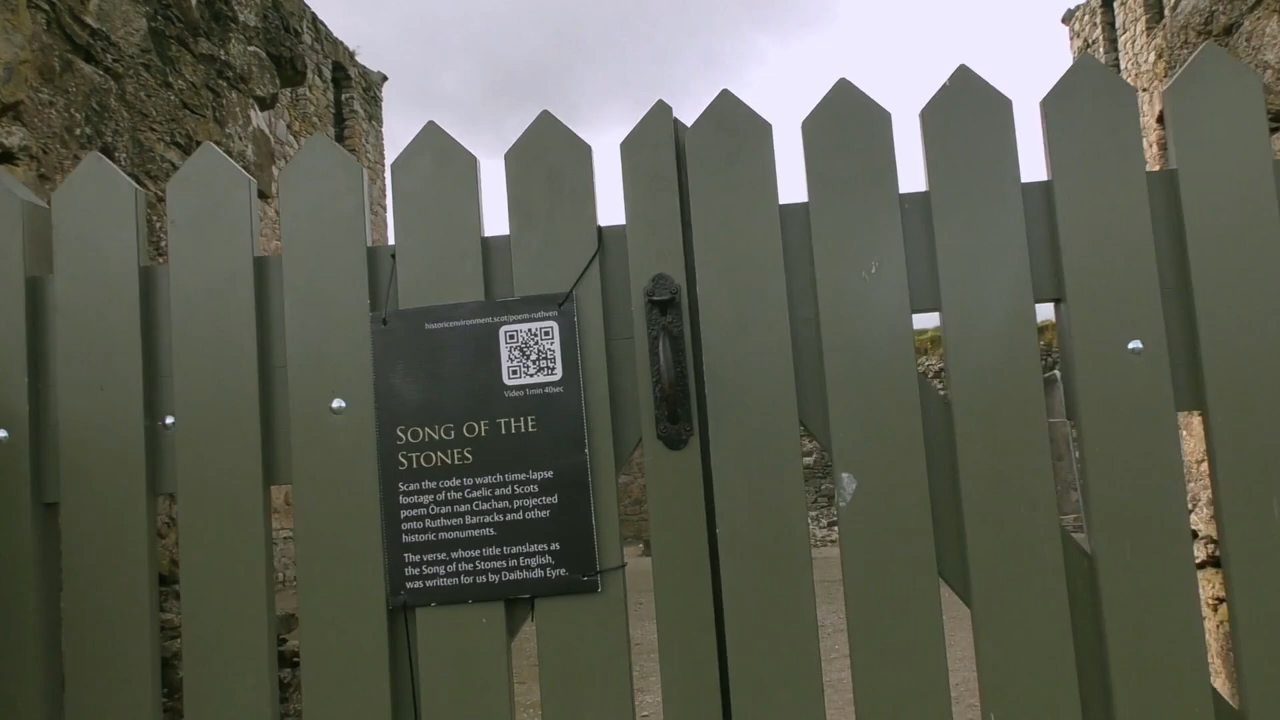 historicenvironment.scot/poem-ruthven
Video 1min 40sec
SONG OF THE
STONES
Scan the code to watch time-lapse
footage of the Gaelic and Scots
poem Òran nan Clachan, projected
onto Ruthven Barracks and other
historic monuments.
The verse, whose title translates as
the Song of the Stones in English,
was written for us by Daibhidh Eyre.